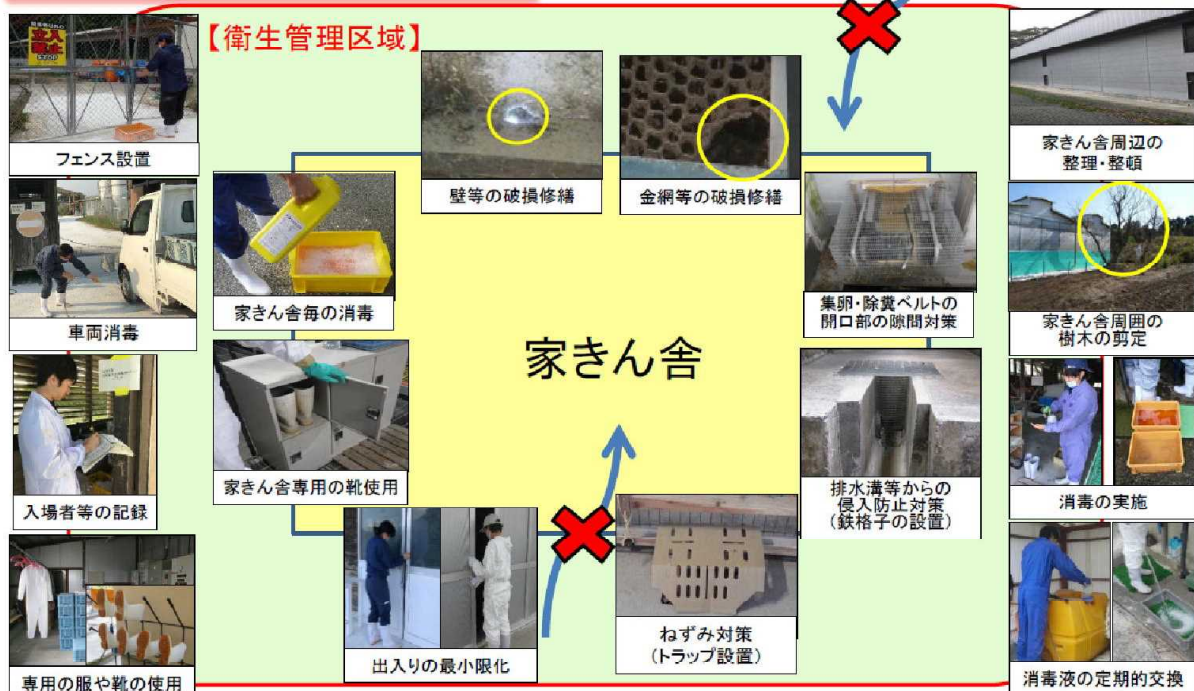 【衛生管理区域】
立入
禁止
フェンス設置
車両消毒
入場者等の記録
専用の服や靴の使用
家きん舎毎の消毒
家きん舎専用の靴使用
壁等の破損修繕
金網等の破損修繕
集卵・除糞ベルトの
開口部の隙間対策
家きん舎
排水溝等からの
侵入防止対策
(鉄格子の設置)
出入りの最小限化
ねずみ対策
(トラップ設置)
家きん舎周辺の
整理・整頓
家きん舎周囲の
樹木の剪定
消毒の実施
消毒液の定期的交換